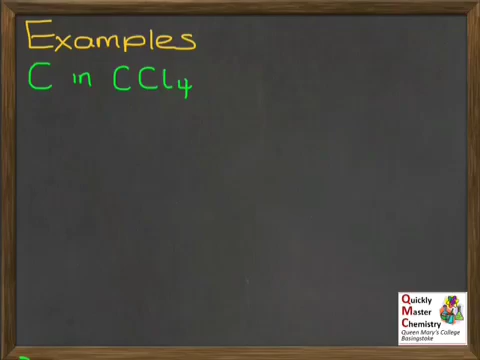 Examples
C in CCl4
Quickly
Master
Chemistry
Queen Mary's College
Basingstoke
Q
M
C